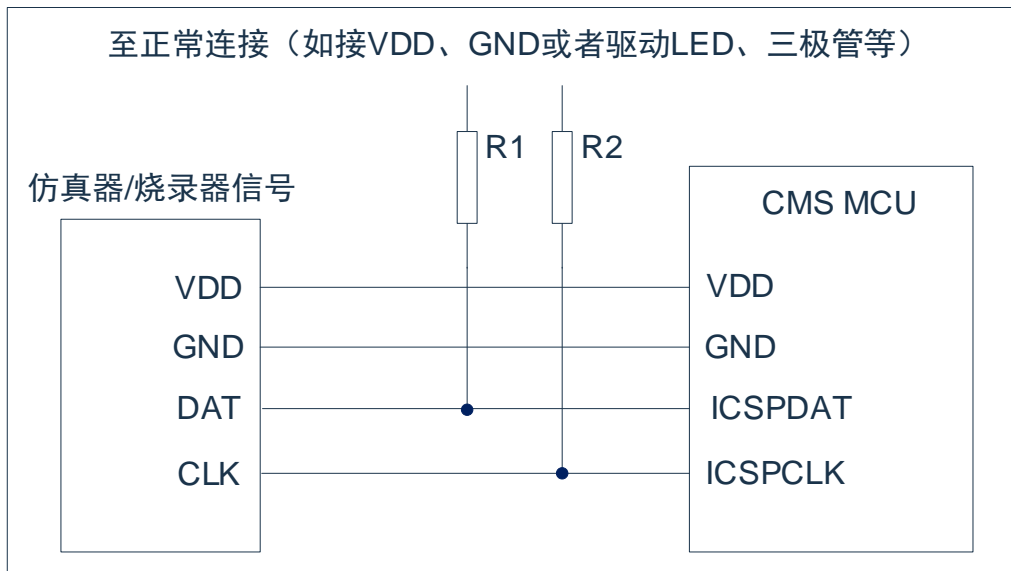 至正常连接（如接VDD、GND或者驱动LED、三极管等）
R1
R2
仿真器/烧录器信号
CMS MCU
VDD
VDD
GND
GND
DAT
ICSPDAT
CLK
ICSPCLK